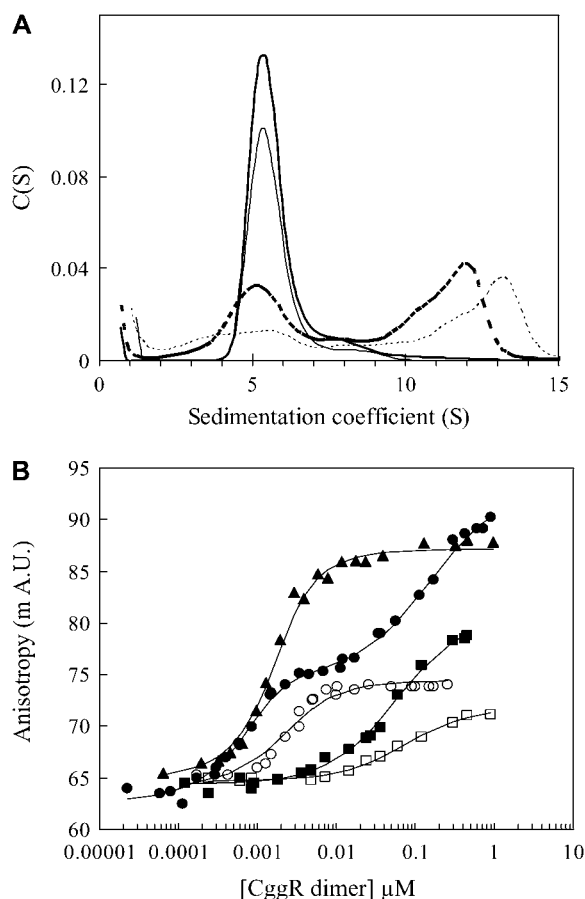 A
0.12
0.08
C(S)
0.04
0
0 5 10 15
Sedimentation coefficient (S)
B
95
90
85
80
Anisotropy (m A.U.)
75
70
65
60
0.00001 0.0001 0.001 0.01 0.1 1 10
[CggR dimer] µM